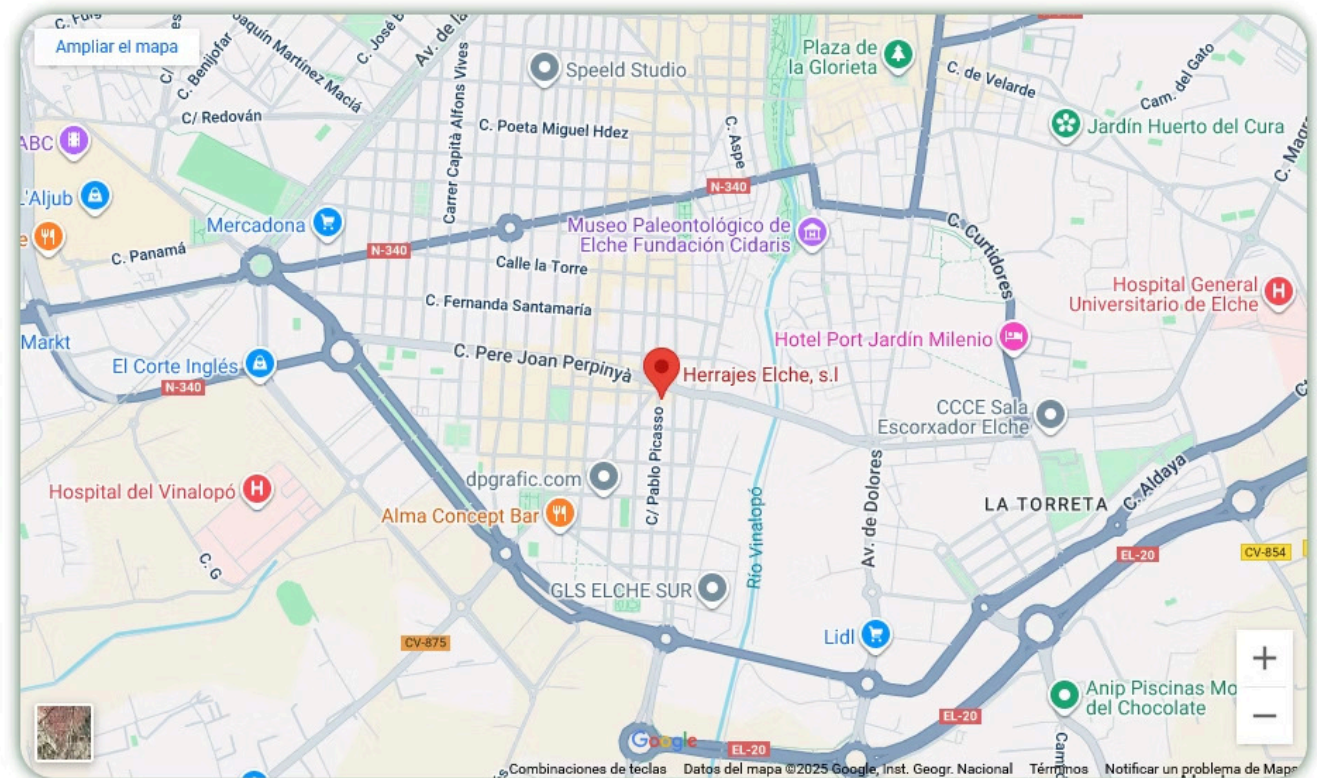 C. Fuig
Ampliar el mapa
C. Benijofar
Joaquín Martínez Maciá
C. José
Av. de la
Carrer Capità Alfons Vives
C/ Redován
Speeld Studio
Plaza de
la Glorieta
C. de Velarde
Cam. del Gato
Jardín Huerto del Cura
C. Poeta Miguel Hdez
C. Aspe
ABC
L'Aljub
Mercadona
N-340
Museo Paleontológico de
Elche Fundación Cidaris
C. Curtidores
C. Panamá
N-340
Calle la Torre
C. Fernanda Santamaría
Hospital General
Universitario de Elche
Markt
El Corte Inglés
N-340
C. Pere Joan Perpinyà
Herrajes Elche, s.l
Hotel Port Jardín Milenio
CCCE Sala
Escorxador Elche
C/ Pablo Picasso
dpgrafic.com
Hospital del Vinalopó
Alma Concept Bar
Río Vinalopó
Av. de Dolores
LA TORRETA
C. Aldaya
EL-20
CV-854
C. G
GLS ELCHE SUR
CV-875
Lidl
Anip Piscinas Mo
del Chocolate
EL-20
Google
EL-20
+
−
Combinaciones de teclas Datos del mapa ©2025 Google, Inst. Geogr. Nacional Términos Notificar un problema de Maps